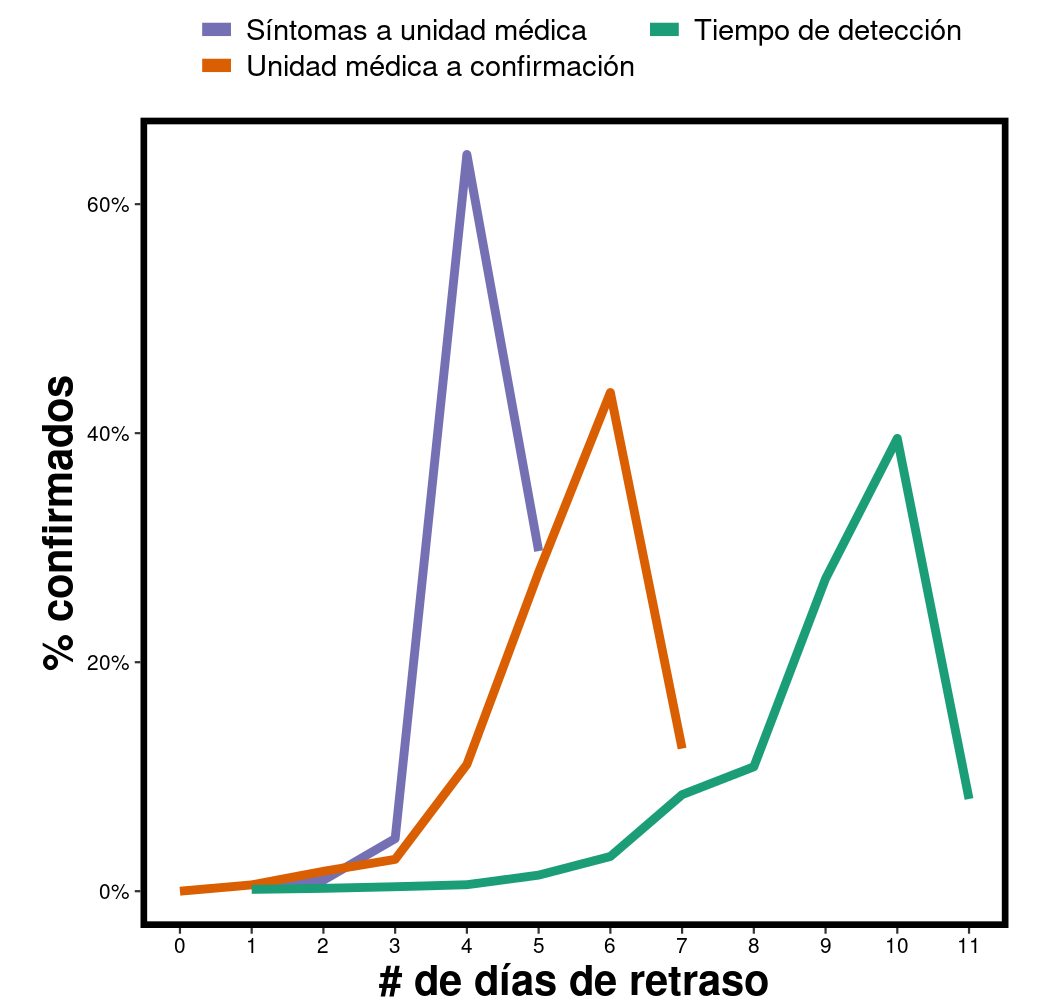 Síntomas a unidad médica
Tiempo de detección
Unidad médica a confirmación
% confirmados
60%
40%
20%
0%
0 1 2 3 4 5 6 7 8 9 10 11
# de días de retraso